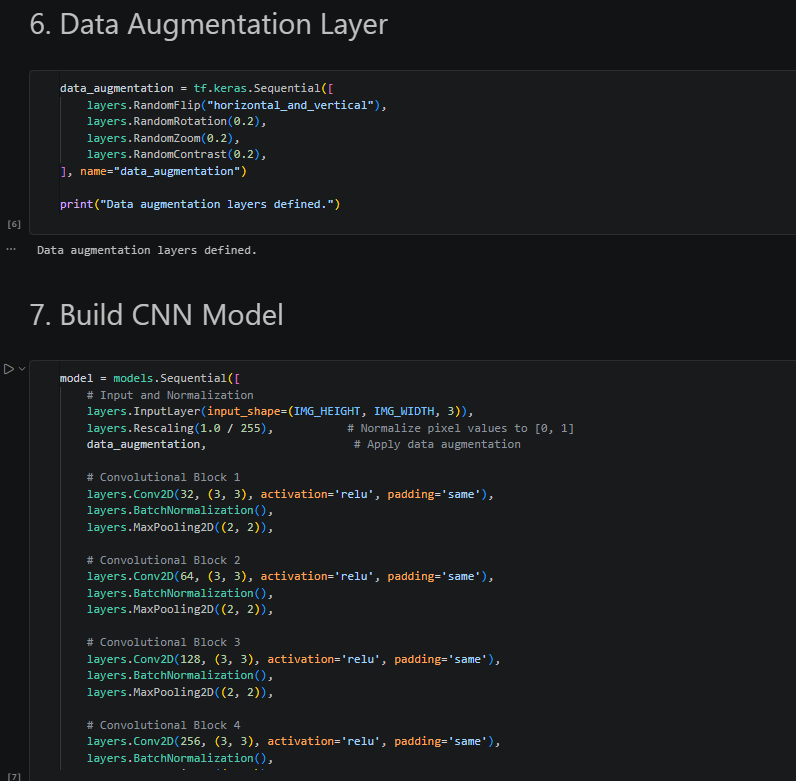 6. Data Augmentation Layer
data_augmentation = tf.keras.Sequential([
    layers.RandomFlip("horizontal_and_vertical"),
    layers.RandomRotation(0.2),
    layers.RandomZoom(0.2),
    layers.RandomContrast(0.2),
], name="data_augmentation")
print("Data augmentation layers defined.")
[6]
... Data augmentation layers defined.
7. Build CNN Model
model = models.Sequential([
    # Input and Normalization
    layers.InputLayer(input_shape=(IMG_HEIGHT, IMG_WIDTH, 3)),
    layers.Rescaling(1.0 / 255),           # Normalize pixel values to [0, 1]
    data_augmentation,                      # Apply data augmentation
    # Convolutional Block 1
    layers.Conv2D(32, (3, 3), activation='relu', padding='same'),
    layers.BatchNormalization(),
    layers.MaxPooling2D((2, 2)),
    # Convolutional Block 2
    layers.Conv2D(64, (3, 3), activation='relu', padding='same'),
    layers.BatchNormalization(),
    layers.MaxPooling2D((2, 2)),
    # Convolutional Block 3
    layers.Conv2D(128, (3, 3), activation='relu', padding='same'),
    layers.BatchNormalization(),
    layers.MaxPooling2D((2, 2)),
    # Convolutional Block 4
    layers.Conv2D(256, (3, 3), activation='relu', padding='same'),
    layers.BatchNormalization(),
[7]